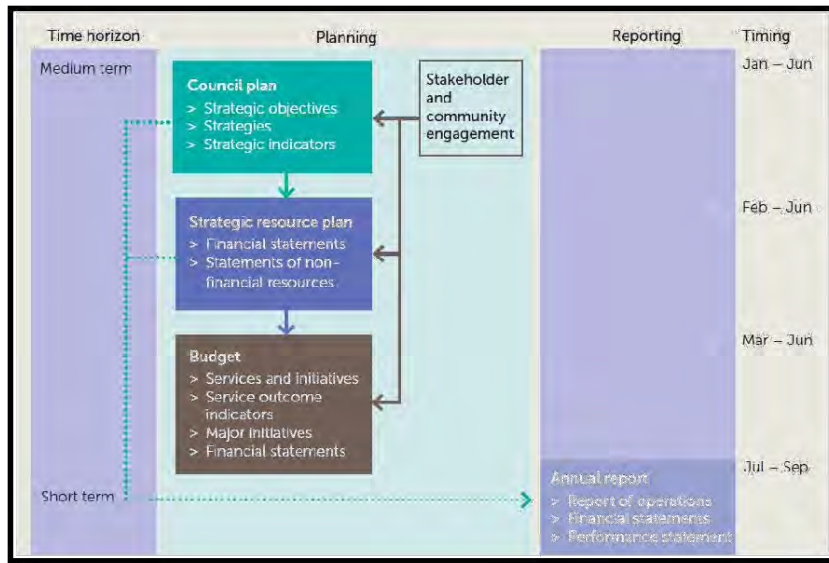 Time horizon
Planning
Reporting
Timing
Medium term
Jan – Jun
Council plan
> Strategic objectives
> Strategies
> Strategic indicators
Stakeholder
and
community
engagement
Feb – Jun
Strategic resource plan
> Financial statements
> Statements of non-
financial resources
Mar – Jun
Budget
> Services and initiatives
> Service outcome
indicators
> Major initiatives
> Financial statements
Jul – Sep
Short term
Annual report
> Report of operations
> Financial statements
> Performance statement